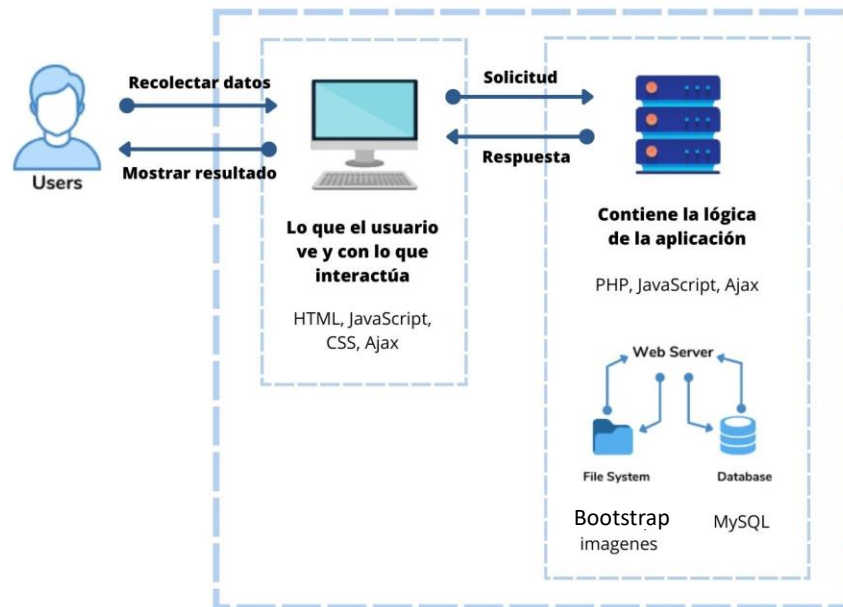 Recolectar datos
Mostrar resultado
Users
Solicitud
Respuesta
Lo que el usuario
ve y con lo que
interactúa
HTML, JavaScript,
CSS, Ajax
Contiene la lógica
de la aplicación
PHP, JavaScript, Ajax
Web Server
File System
Database
Bootstrap
imagenes
MySQL